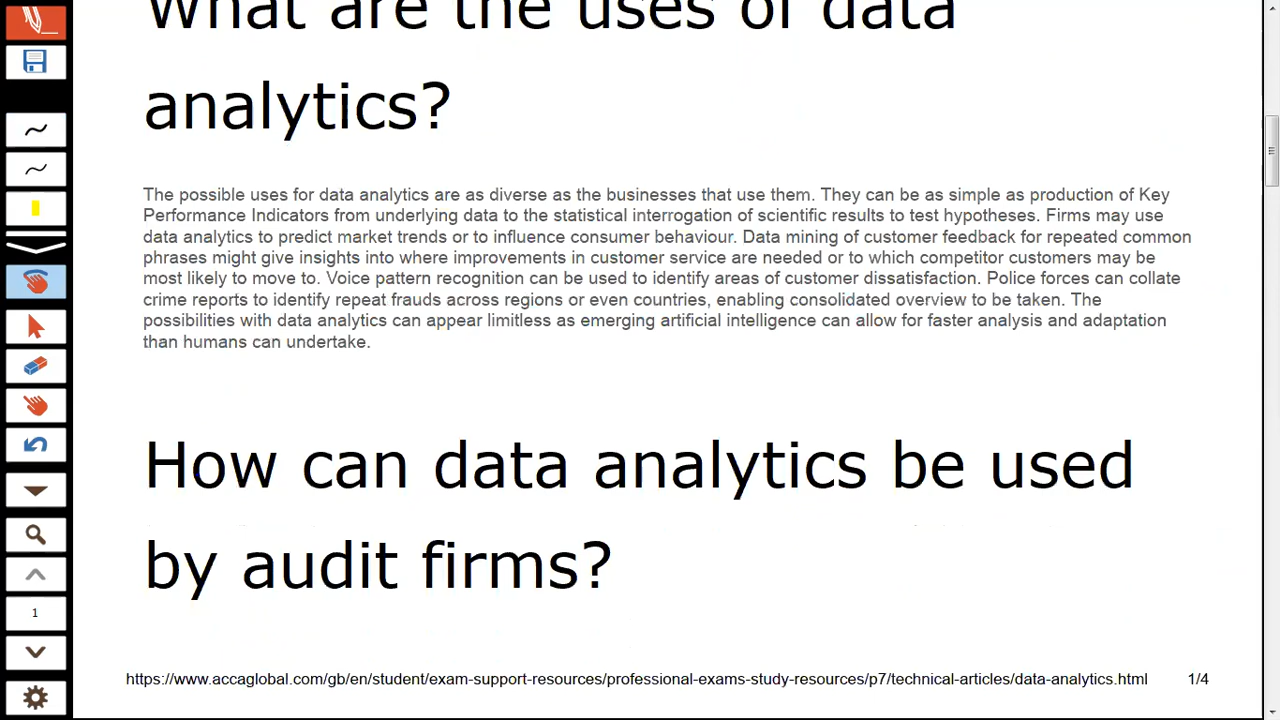 What are the uses of data
analytics?
The possible uses for data analytics are as diverse as the businesses that use them. They can be as simple as production of Key
Performance Indicators from underlying data to the statistical interrogation of scientific results to test hypotheses. Firms may use
data analytics to predict market trends or to influence consumer behaviour. Data mining of customer feedback for repeated common
phrases might give insights into where improvements in customer service are needed or to which competitor customers may be
most likely to move to. Voice pattern recognition can be used to identify areas of customer dissatisfaction. Police forces can collate
crime reports to identify repeat frauds across regions or even countries, enabling consolidated overview to be taken. The
possibilities with data analytics can appear limitless as emerging artificial intelligence can allow for faster analysis and adaptation
than humans can undertake.
How can data analytics be used
by audit firms?
1
https://www.accaglobal.com/gb/en/student/exam-support-resources/professional-exams-study-resources/p7/technical-articles/data-analytics.html 1/4